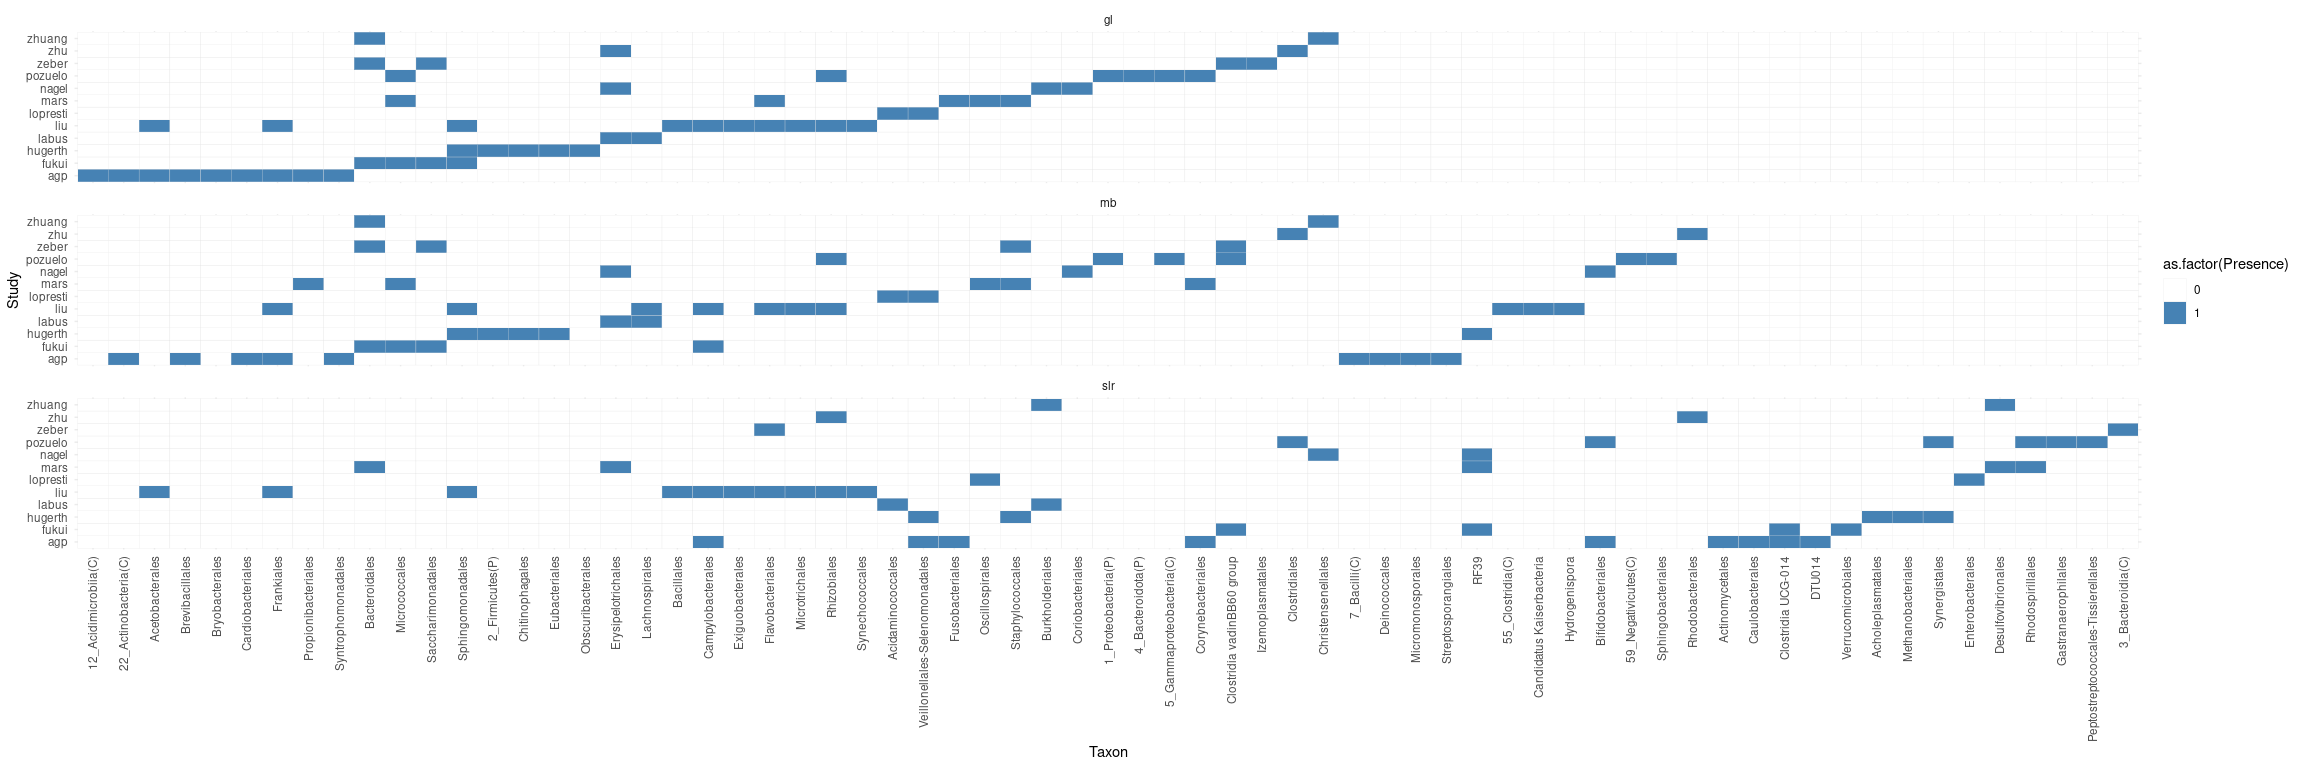 gl
zhuang
zhu
zeber
pozuelo
nagel
mars
lopresti
liu
labus
hugerth
fukui
agp
mb
zhuang
zhu
zeber
pozuelo
nagel
mars
lopresti
liu
labus
hugerth
fukui
agp
slr
zhuang
zhu
zeber
pozuelo
nagel
mars
lopresti
liu
labus
hugerth
fukui
agp
Study
12_Acidimicrobiia(C)
22_Actinobacteria(C)
Acetobacterales
Brevibacillales
Bryobacterales
Cardiobacteriales
Frankiales
Propionibacteriales
Syntrophomonadales
Bacteroidales
Micrococcales
Saccharimonadales
Sphingomonadales
2_Firmicutes(P)
Chitinophagales
Eubacteriales
Obscuribacterales
Erysipelotrichales
Lachnospirales
Bacillales
Campylobacterales
Exiguobacterales
Flavobacteriales
Microtrichales
Rhizobiales
Synechococcales
Acidaminococcales
Veillonellales-Selenomonadales
Fusobacteriales
Oscillospirales
Staphylococcales
Burkholderiales
Coriobacteriales
1_Proteobacteria(P)
4_Bacteroidota(P)
5_Gammaproteobacteria(C)
Corynebacteriales
Clostridia vadinBB60 group
Izemoplasmatales
Clostridiales
Christensenellales
7_Bacilli(C)
Deinococcales
Micromonosporales
Streptosporangiales
RF39
55_Clostridia(C)
Candidatus Kaiserbacteria
Hydrogenispora
Bifidobacteriales
59_Negativicutes(C)
Sphingobacteriales
Rhodobacterales
Actinomycetales
Caulobacterales
Clostridia UCG-014
DTU014
Verrucomicrobiales
Acholeplasmatales
Methanobacteriales
Synergistales
Enterobacterales
Desulfovibrionales
Rhodospirillales
Gastranaerophilales
Peptostreptococcales-Tissierellales
3_Bacteroidia(C)
Taxon
as.factor(Presence)
0
1